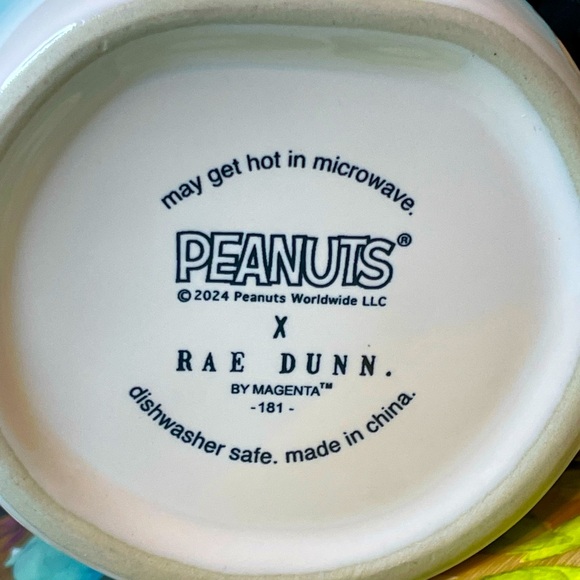 may get hot in microwave.
PEANUTS®
© 2024 Peanuts Worldwide LLC
X
RAE DUNN.
BY MAGENTA™
-181-
dishwasher safe. made in china.